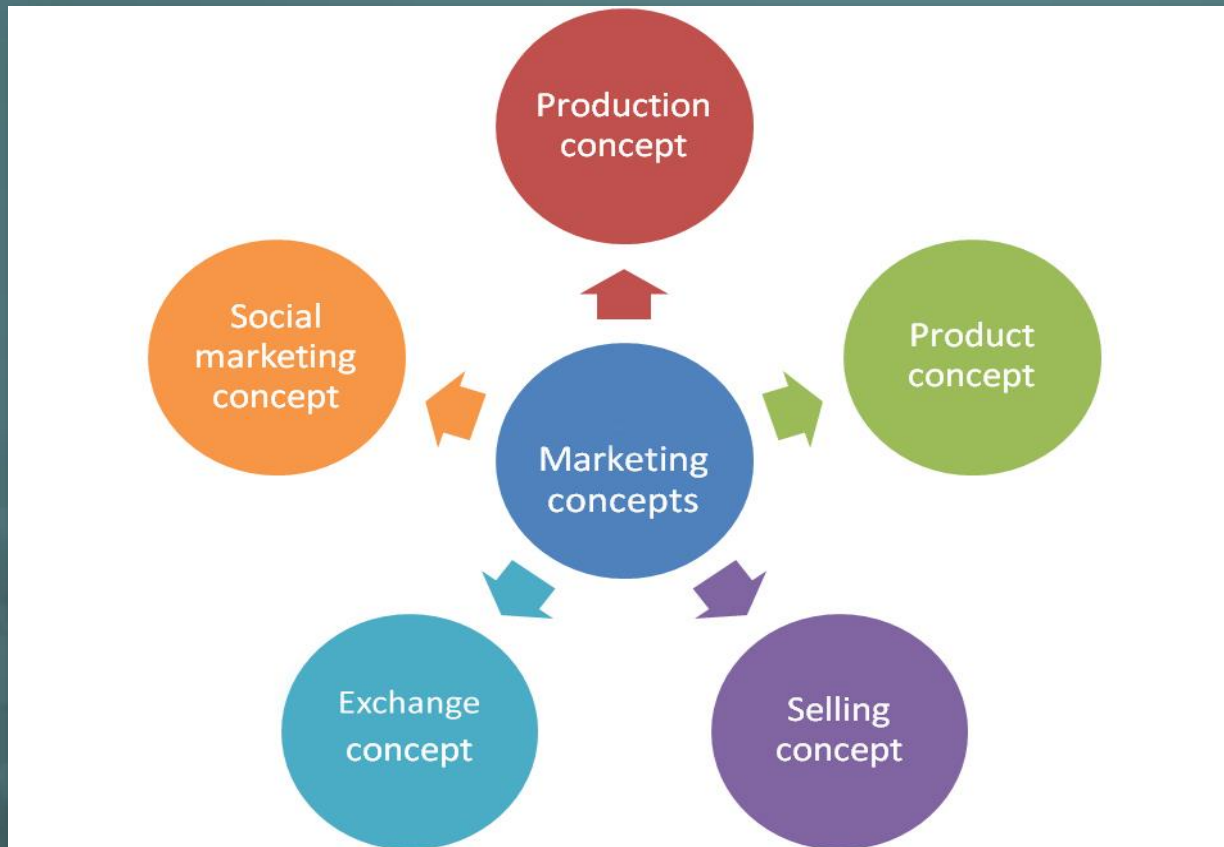 Production
concept
Product
concept
Selling
concept
Exchange
concept
Social
marketing
concept
Marketing
concepts